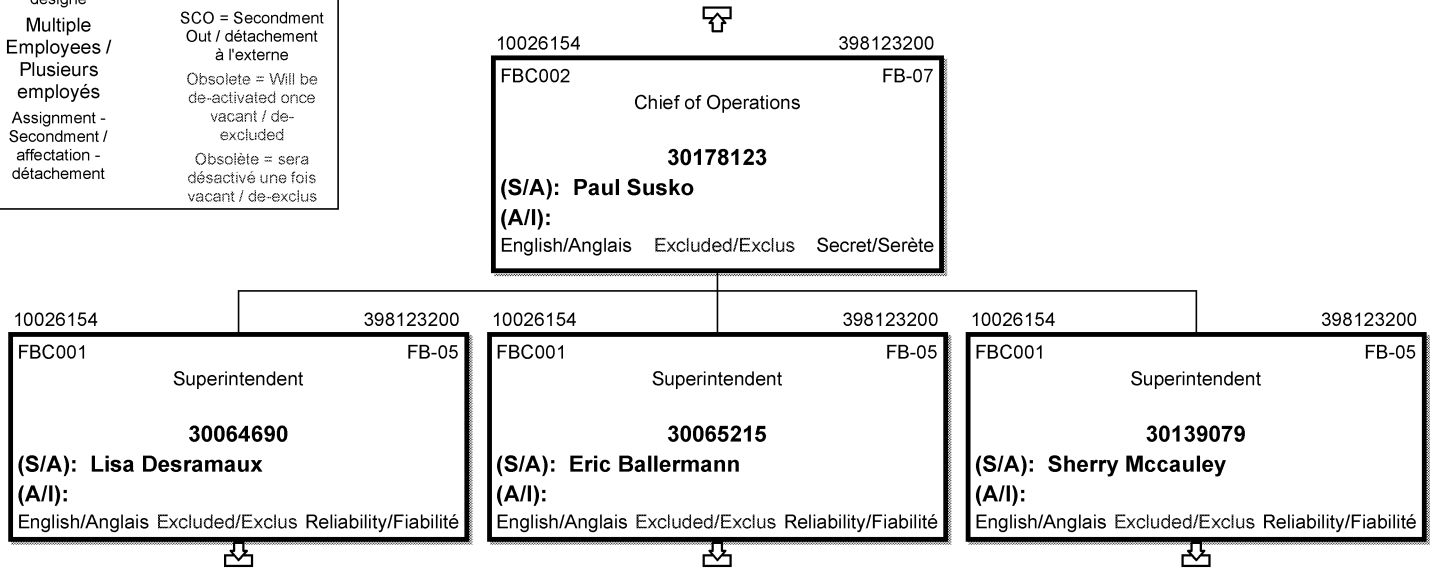 désigné
Multiple
Employees /
Plusieurs
employés
Assignment -
Secondment /
affectation -
détachement
SCO = Secondment
Out / détachement
à l'externe
Obsolete = Will be
de-activated once
vacant / de-
excluded
Obsolète = sera
désactivé une fois
vacant / de-exclus
10026154 398123200
FBC002 FB-07
Chief of Operations
30178123
(S/A): Paul Susko
(A/I):
English/Anglais Excluded/Exclus Secret/Serète
10026154 398123200
FBC001 FB-05
Superintendent
30064690
(S/A): Lisa Desramaux
(A/I):
English/Anglais Excluded/Exclus Reliability/Fiabilité
10026154 398123200
FBC001 FB-05
Superintendent
30065215
(S/A): Eric Ballermann
(A/I):
English/Anglais Excluded/Exclus Reliability/Fiabilité
10026154 398123200
FBC001 FB-05
Superintendent
30139079
(S/A): Sherry Mccauley
(A/I):
English/Anglais Excluded/Exclus Reliability/Fiabilité